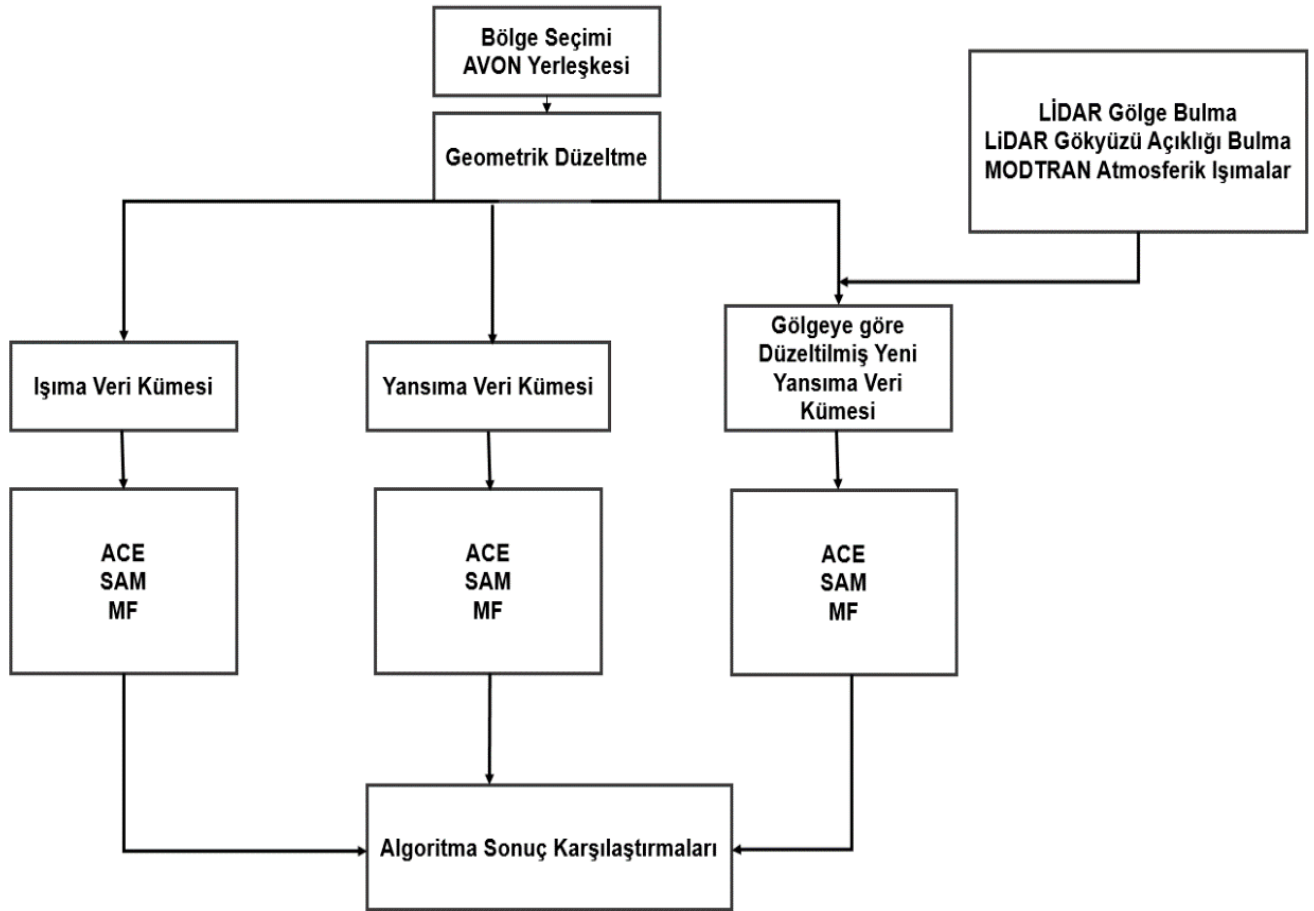 Bölge Seçimi
AVON Yerleşkesi
Geometrik Düzeltme
LİDAR Gölge Bulma
LiDAR Gökyüzü Açıklığı Bulma
MODTRAN Atmosferik Işımalar
Işıma Veri Kümesi
Yansıma Veri Kümesi
Gölgeye göre
Düzeltilmiş Yeni
Yansıma Veri
Kümesi
ACE
SAM
MF
ACE
SAM
MF
ACE
SAM
MF
Algoritma Sonuç Karşılaştırmaları